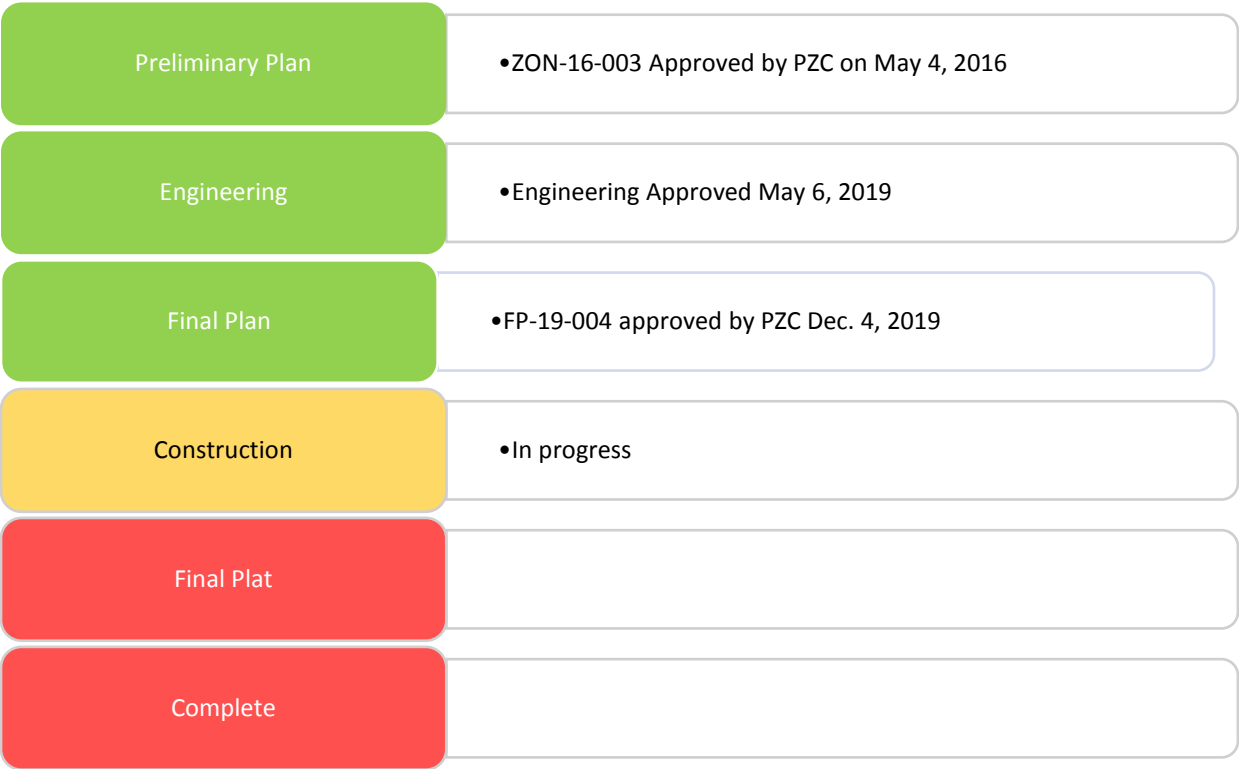 Preliminary Plan
•ZON-16-003 Approved by PZC on May 4, 2016
Engineering
•Engineering Approved May 6, 2019
Final Plan
•FP-19-004 approved by PZC Dec. 4, 2019
Construction
•In progress
Final Plat
Complete